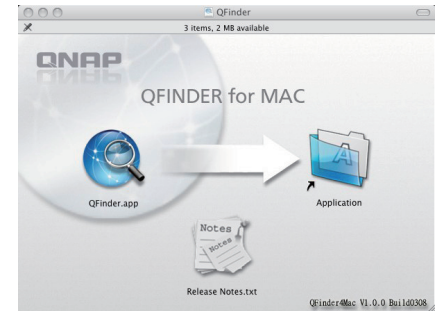 QFinder
3 items, 2 MB available
QNAP
QFINDER for MAC
QFinder.app
Application
Notes
Notes
Release Notes.txt
QFinder4Mac V1.0.0 Build0308